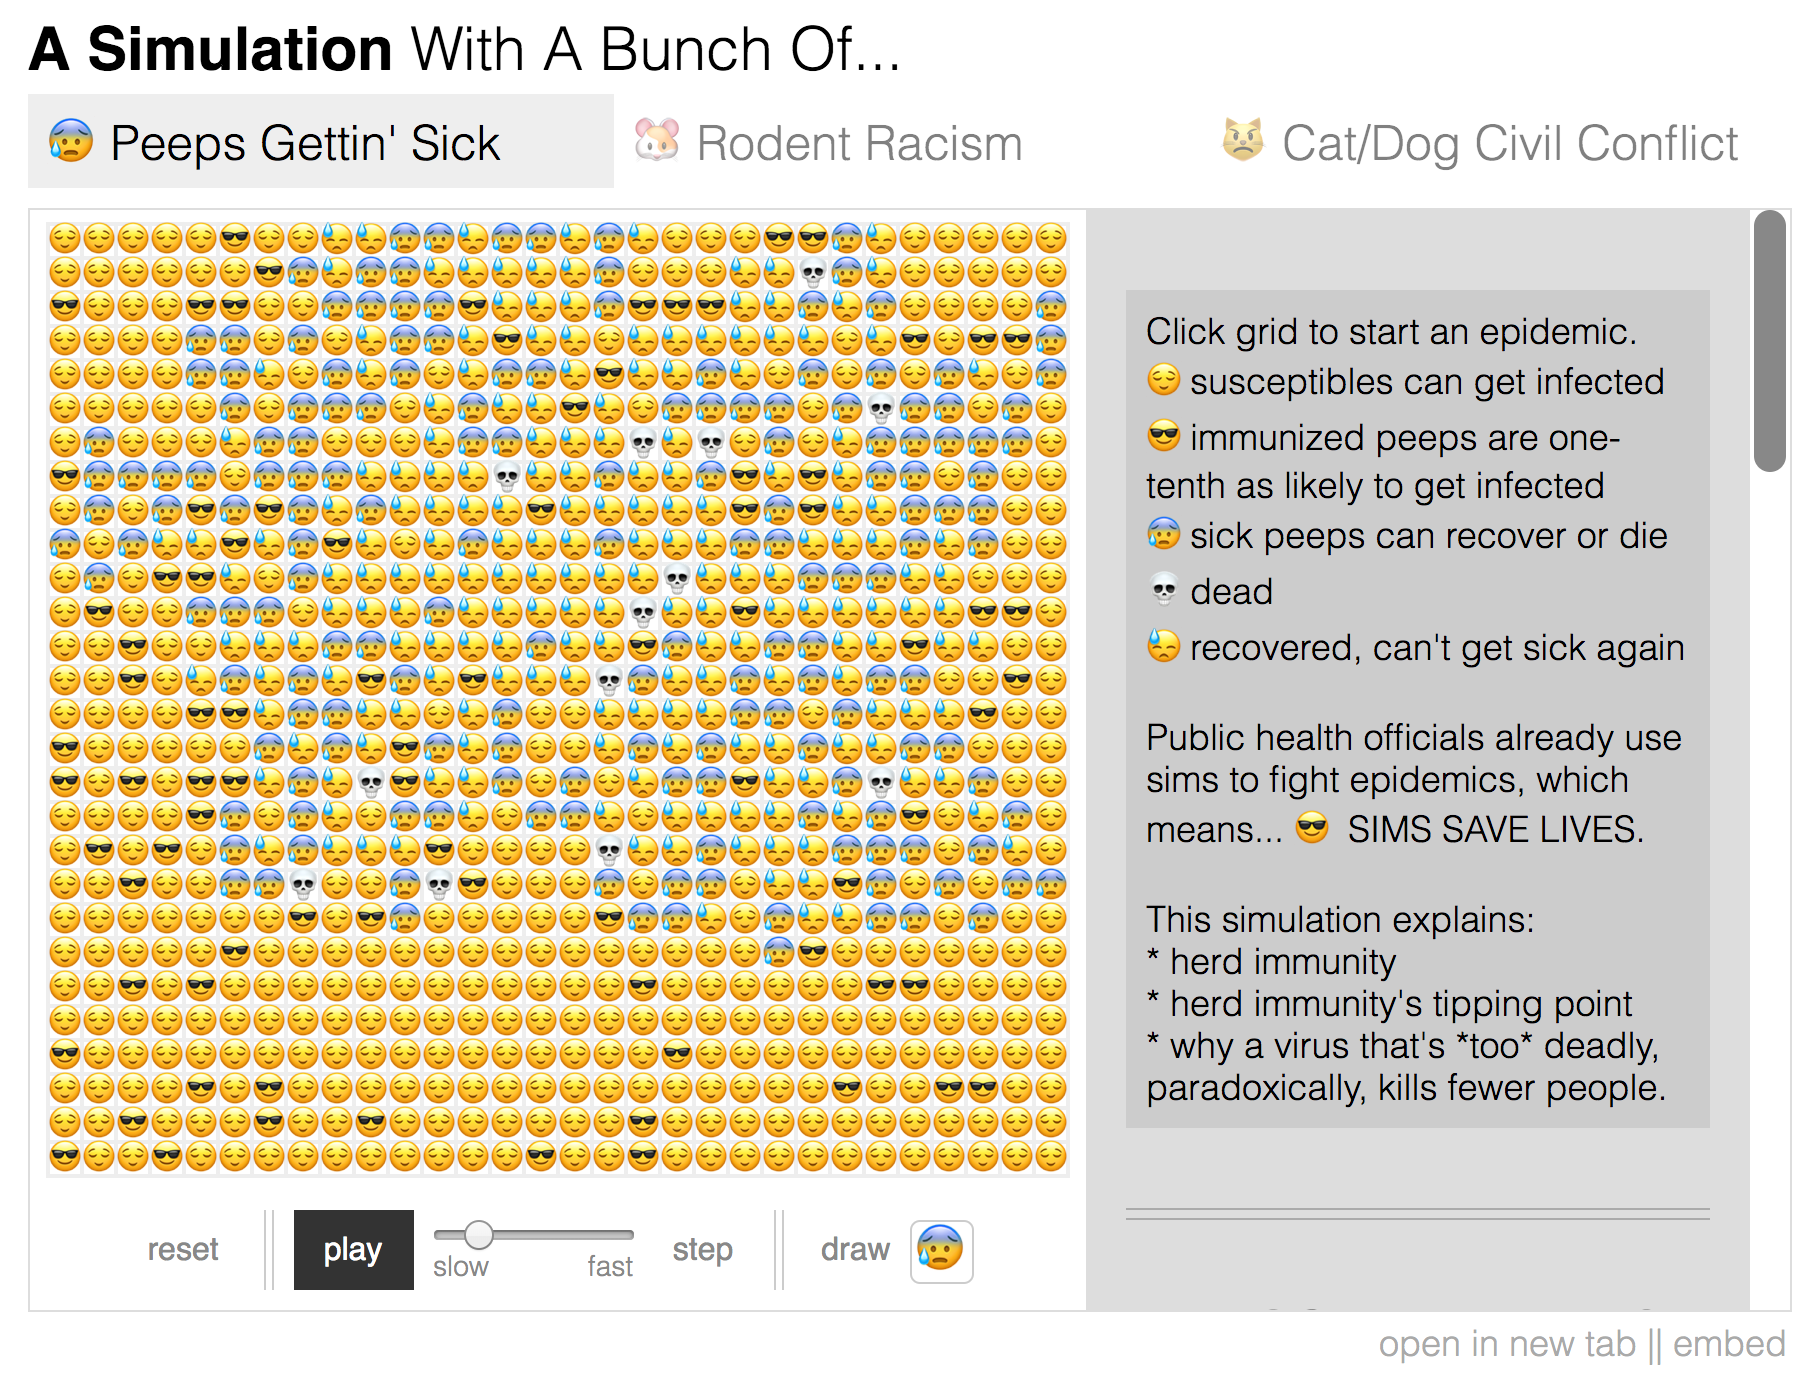 A Simulation With A Bunch Of...
Peeps Gettin' Sick
Rodent Racism
Cat/Dog Civil Conflict
Click grid to start an epidemic.
susceptibles can get infected
immunized peeps are one-
tenth as likely to get infected
sick peeps can recover or die
dead
recovered, can't get sick again
Public health officials already use
sims to fight epidemics, which
means... SIMS SAVE LIVES.
This simulation explains:
* herd immunity
* herd immunity's tipping point
* why a virus that's *too* deadly,
paradoxically, kills fewer people.
reset
play
slow
fast
step
draw
open in new tab || embed